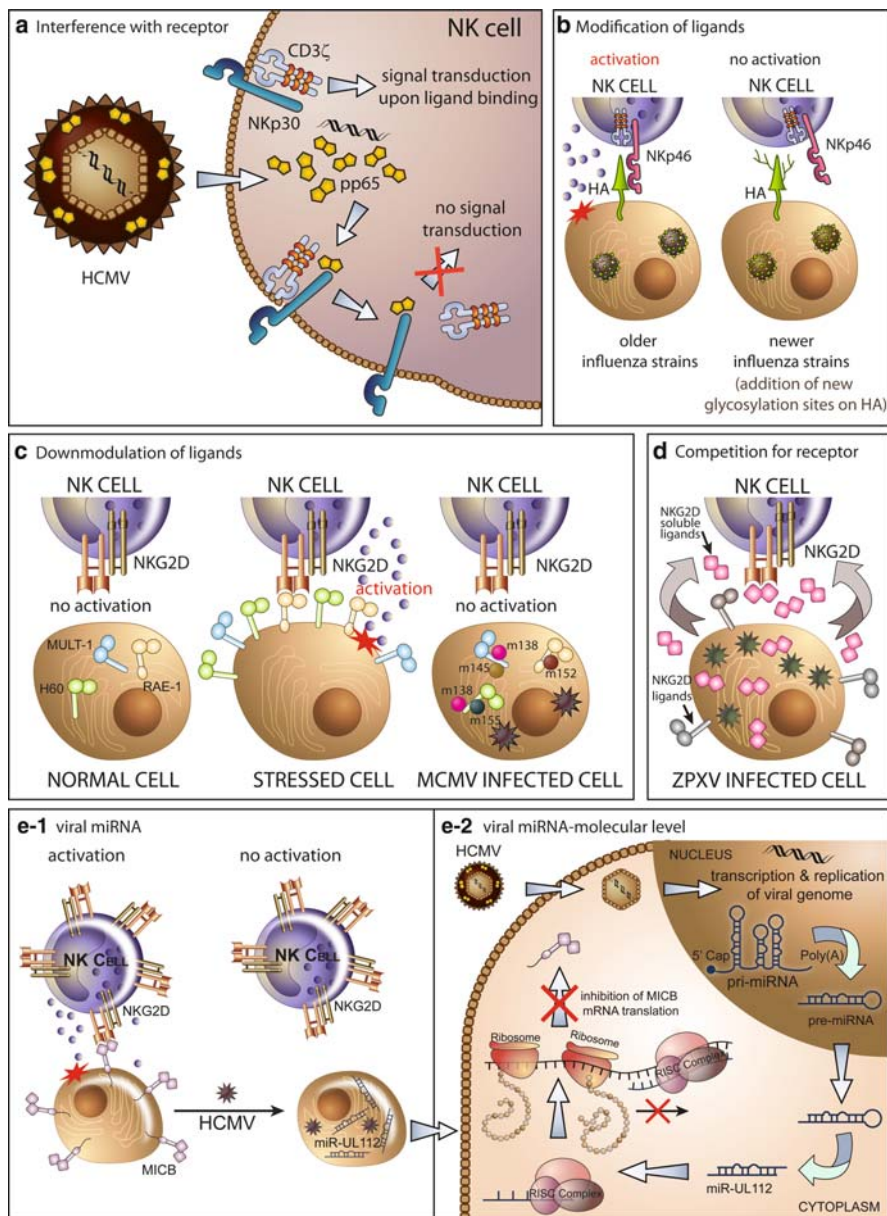 a Interference with receptor
NK cell
CD3ζ
signal transduction
upon ligand binding
NKp30
pp65
no signal
transduction
HCMV
b Modification of ligands
activation
no activation
NK CELL
NK CELL
NKp46
NKp46
HA
HA
older
influenza strains
newer
influenza strains
(addition of new
glycosylation sites on HA)
c Downmodulation of ligands
NK CELL
NK CELL
NK CELL
NKG2D
NKG2D
NKG2D
no activation
activation
no activation
MULT-1
H60
RAE-1
m138
m145
m152
m138
m155
NORMAL CELL
STRESSED CELL
MCMV INFECTED CELL
d Competition for receptor
NK CELL
NKG2D
soluble
ligands
NKG2D
NKG2D
ligands
ZPXV INFECTED CELL
e-1 viral miRNA
activation
no activation
NK CELL
NK CELL
NKG2D
NKG2D
HCMV
miR-UL112
MICB
e-2 viral miRNA-molecular level
HCMV
NUCLEUS
transcription & replication
of viral genome
5' Cap
Poly(A)
pri-miRNA
pre-miRNA
inhibition of MICB
mRNA translation
Ribosome
Ribosome
RISC Complex
RISC Complex
miR-UL112
CYTOPLASM